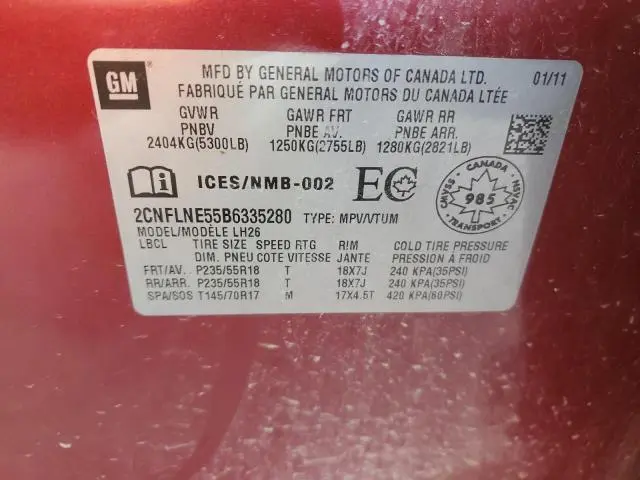 GM
MFD BY GENERAL MOTORS OF CANADA LTD. 01/11
FABRIQUÉ PAR GENERAL MOTORS DU CANADA LTÉE
GVWR GAWR FRT GAWR RR
PNBV PNBE AV. PNBE ARR.
2404KG(5300LB) 1250KG(2755LB) 1280KG(2821LB)
ICES/NMB-002 EC
CANADA
CMVSS 985 NSVAC
TRANSPORT
2CNFLNE55B6335280 TYPE: MPV/VTUM
MODEL/MODÈLE LH26
LBCL TIRE SIZE SPEED RTG RIM COLD TIRE PRESSURE
DIM. PNEU COTE VITESSE JANTE PRESSION À FROID
FRT/AV. P235/55R18 T 18X7J 240 KPA(35PSI)
RR/ARR. P235/55R18 T 18X7J 240 KPA(35PSI)
SPA/SOS T145/70R17 M 17X4.5T 420 KPA(60PSI)